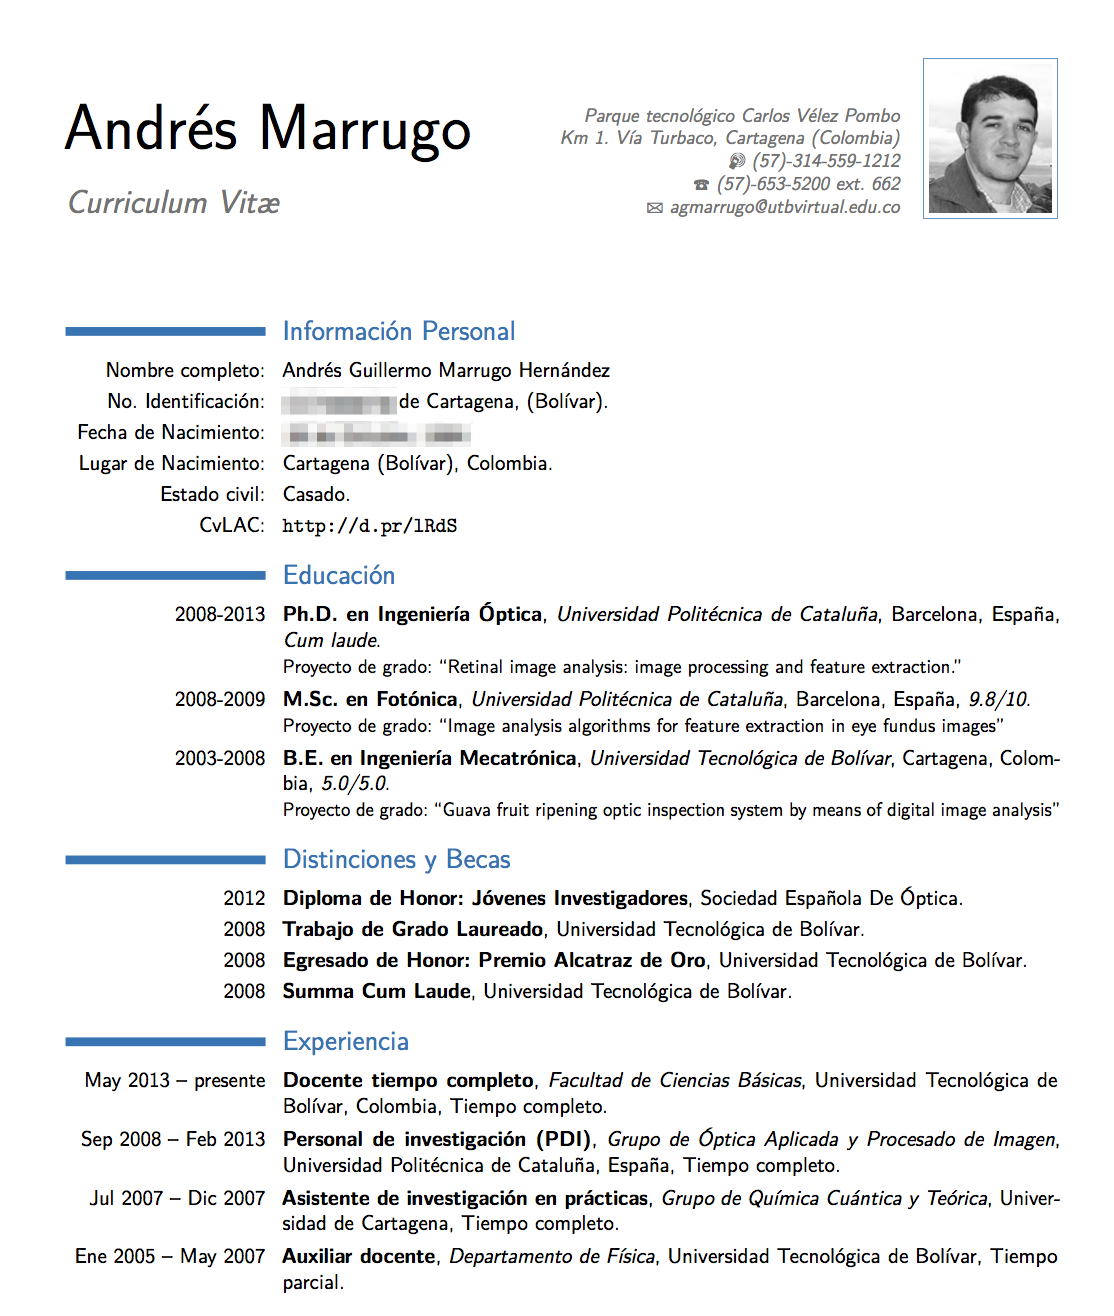 Andrés Marrugo
Curriculum Vitæ
Parque tecnológico Carlos Vélez Pombo
Km 1. Vía Turbaco, Cartagena (Colombia)
(57)-314-559-1212
☎ (57)-653-5200 ext. 662
✉ agmarrugo@utbvirtual.edu.co
Información Personal
Nombre completo: Andrés Guillermo Marrugo Hernández
No. Identificación: de Cartagena, (Bolívar).
Fecha de Nacimiento:
Lugar de Nacimiento: Cartagena (Bolívar), Colombia.
Estado civil: Casado.
CvLAC: http://d.pr/lRdS
Educación
2008-2013 Ph.D. en Ingeniería Óptica, Universidad Politécnica de Cataluña, Barcelona, España,
Cum laude.
Proyecto de grado: “Retinal image analysis: image processing and feature extraction.”
2008-2009 M.Sc. en Fotónica, Universidad Politécnica de Cataluña, Barcelona, España, 9.8/10.
Proyecto de grado: “Image analysis algorithms for feature extraction in eye fundus images”
2003-2008 B.E. en Ingeniería Mecatrónica, Universidad Tecnológica de Bolívar, Cartagena, Colom-
bia, 5.0/5.0.
Proyecto de grado: “Guava fruit ripening optic inspection system by means of digital image analysis”
Distinciones y Becas
2012 Diploma de Honor: Jóvenes Investigadores, Sociedad Española De Óptica.
2008 Trabajo de Grado Laureado, Universidad Tecnológica de Bolívar.
2008 Egresado de Honor: Premio Alcatraz de Oro, Universidad Tecnológica de Bolívar.
2008 Summa Cum Laude, Universidad Tecnológica de Bolívar.
Experiencia
May 2013 – presente Docente tiempo completo, Facultad de Ciencias Básicas, Universidad Tecnológica de
Bolívar, Colombia, Tiempo completo.
Sep 2008 – Feb 2013 Personal de investigación (PDI), Grupo de Óptica Aplicada y Procesado de Imagen,
Universidad Politécnica de Cataluña, España, Tiempo completo.
Jul 2007 – Dic 2007 Asistente de investigación en prácticas, Grupo de Química Cuántica y Teórica, Univer-
sidad de Cartagena, Tiempo completo.
Ene 2005 – May 2007 Auxiliar docente, Departamento de Física, Universidad Tecnológica de Bolívar, Tiempo
parcial.